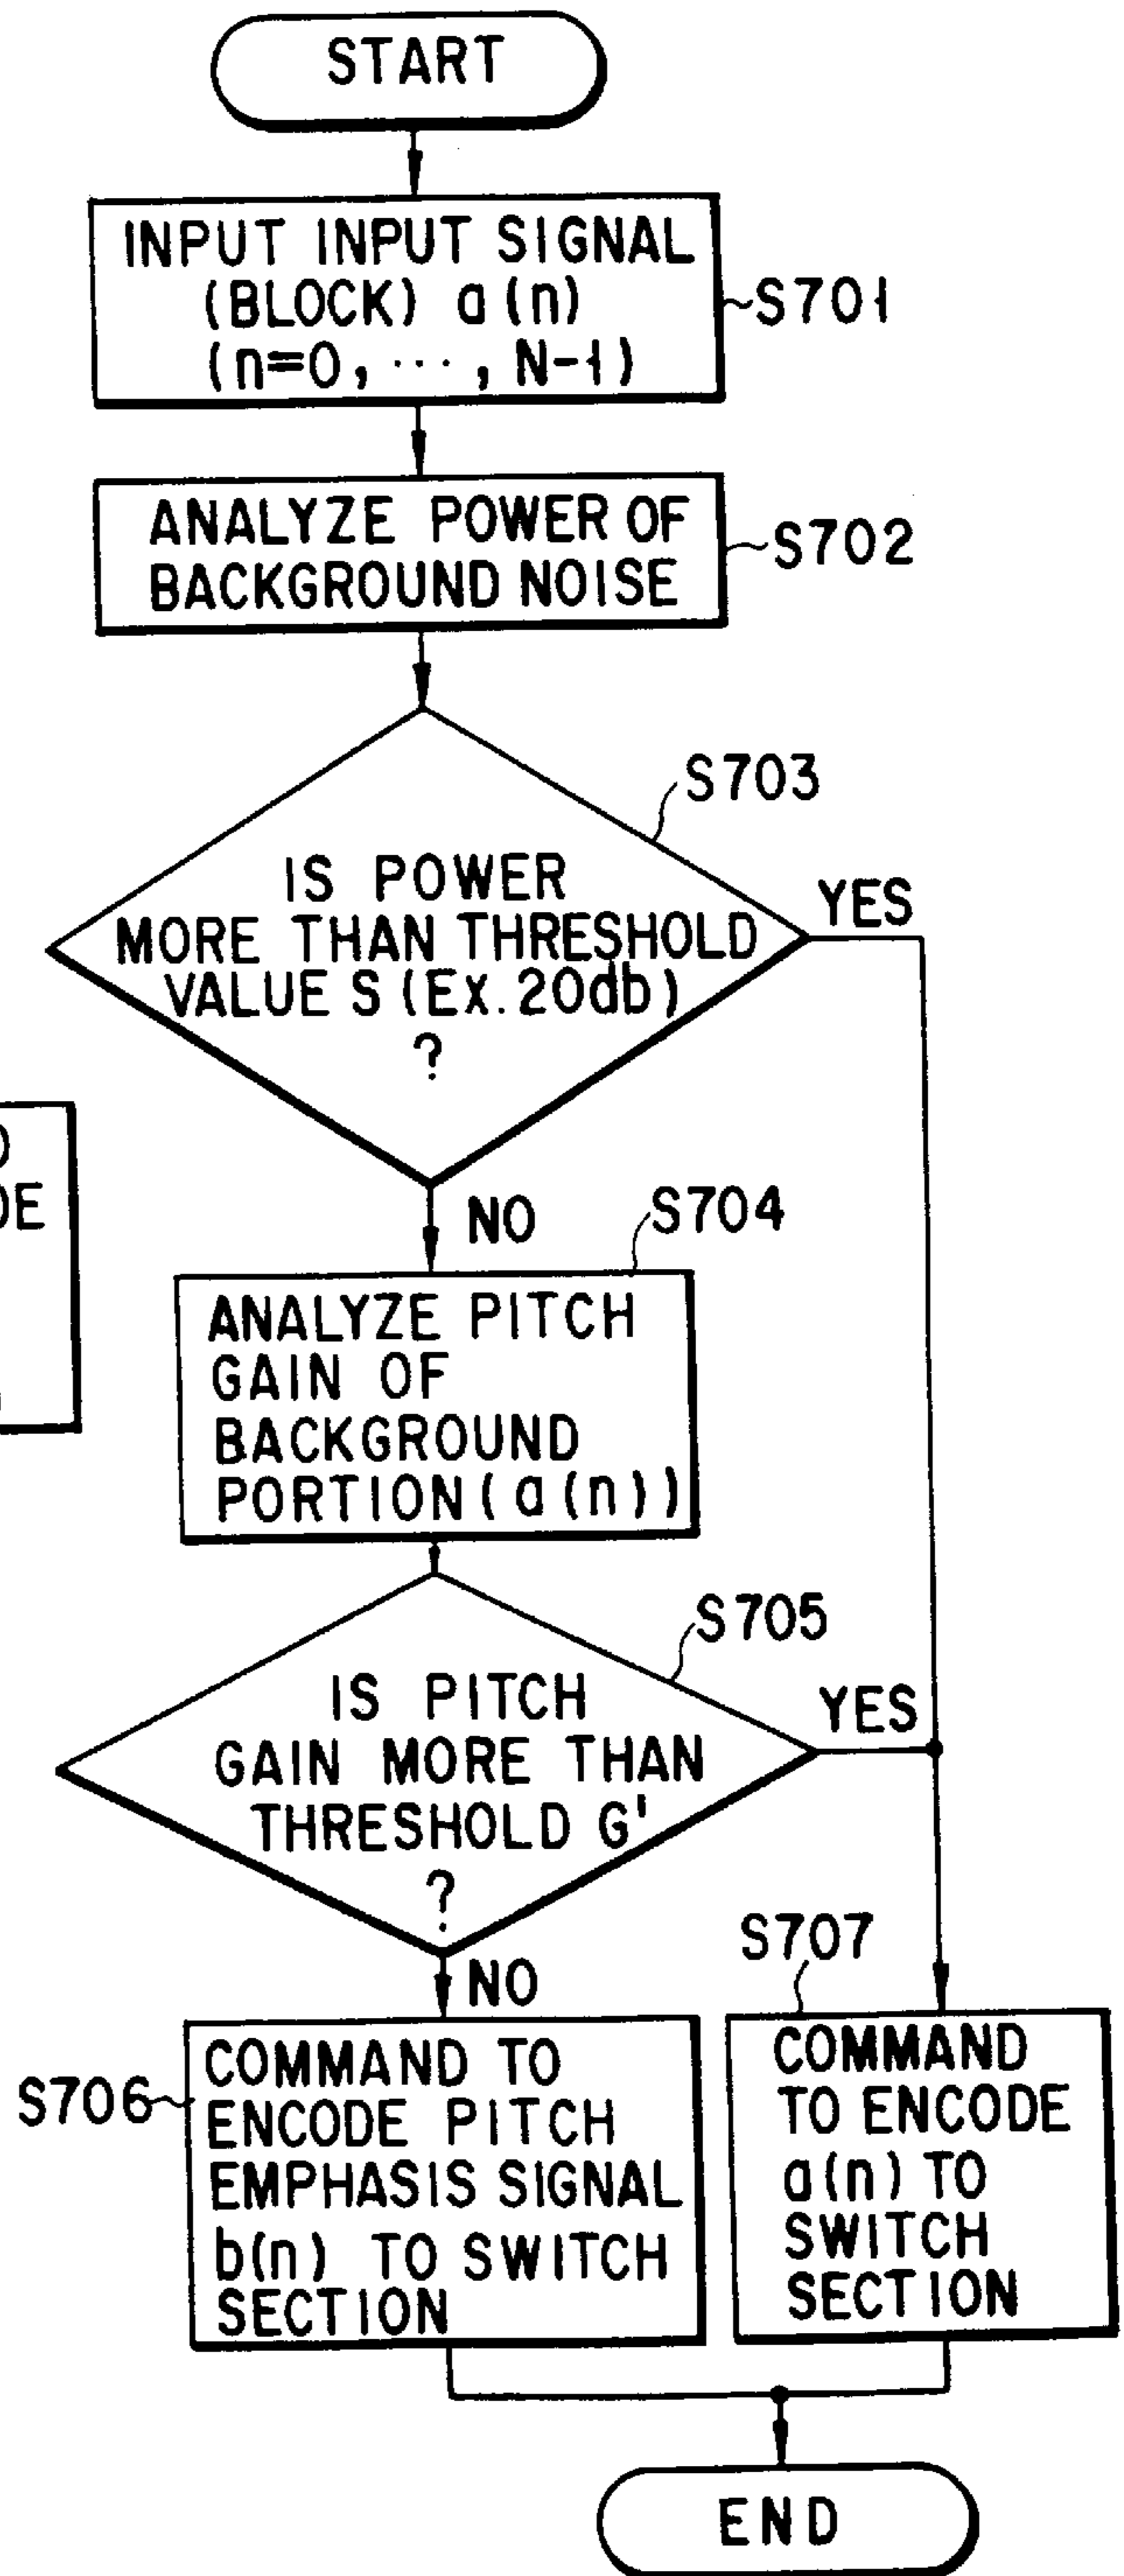 START
INPUT INPUT SIGNAL
(BLOCK) a(n)
(n=0, ..., N-1)
S701
ANALYZE POWER OF
BACKGROUND NOISE
S702
S703
IS POWER
MORE THAN THRESHOLD
VALUE S (Ex.20db)
?
YES
NO
S704
ANALYZE PITCH
GAIN OF
BACKGROUND
PORTION(a(n))
S705
IS PITCH
GAIN MORE THAN
THRESHOLD G'
?
YES
NO
S706
COMMAND TO
ENCODE PITCH
EMPHASIS SIGNAL
b(n) TO SWITCH
SECTION
S707
COMMAND
TO ENCODE
a(n) TO
SWITCH
SECTION
END